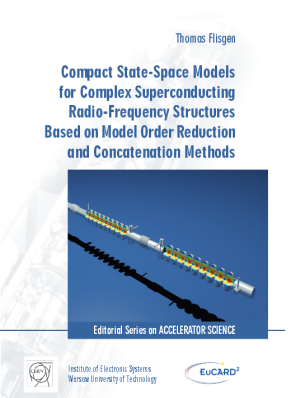 Thomas Flisgen
Compact State-Space Models
for Complex Superconducting
Radio-Frequency Structures
Based on Model Order Reduction
and Concatenation Methods
Editorial Series on ACCELERATOR SCIENCE
CERN
Institute of Electronic Systems
Warsaw University of Technology
EuCARD²